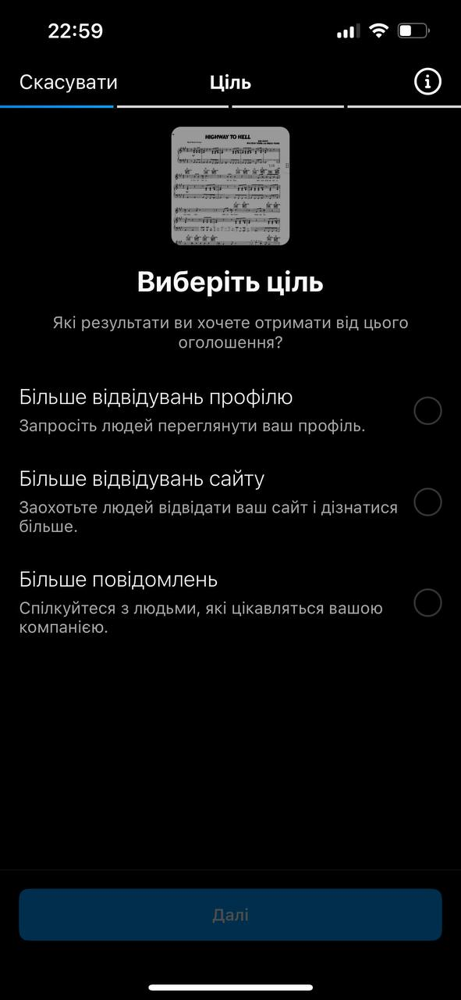 22:59
Скасувати
Ціль
HIGHWAY TO HELL
1/8
Виберіть ціль
Які результати ви хочете отримати від цього
оголошення?
Більше відвідувань профілю
Запросіть людей переглянути ваш профіль.
Більше відвідувань сайту
Заохотьте людей відвідати ваш сайт і дізнатися
більше.
Більше повідомлень
Спілкуйтеся з людьми, які цікавляться вашою
компанією.
Далі